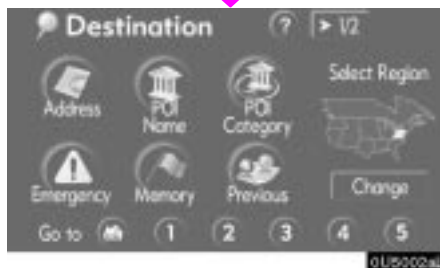 Destination ? > 1/2
Select Region
Address POI Name POI Category
Emergency Memory Previous
Change
Go to 1 2 3 4 5
0U5002ai